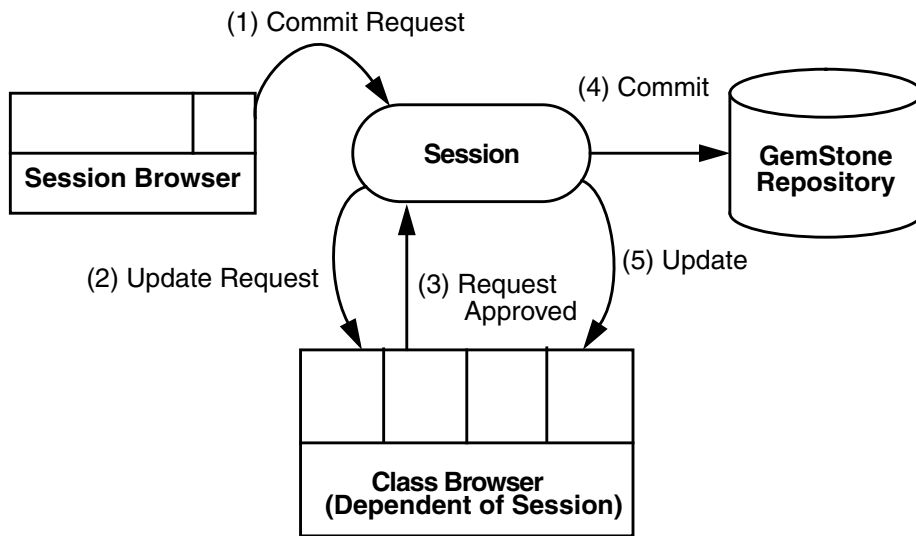 (1) Commit Request
(4) Commit
Session Browser
Session
GemStone
Repository
(2) Update Request
(3) Request
Approved
(5) Update
Class Browser
(Dependent of Session)